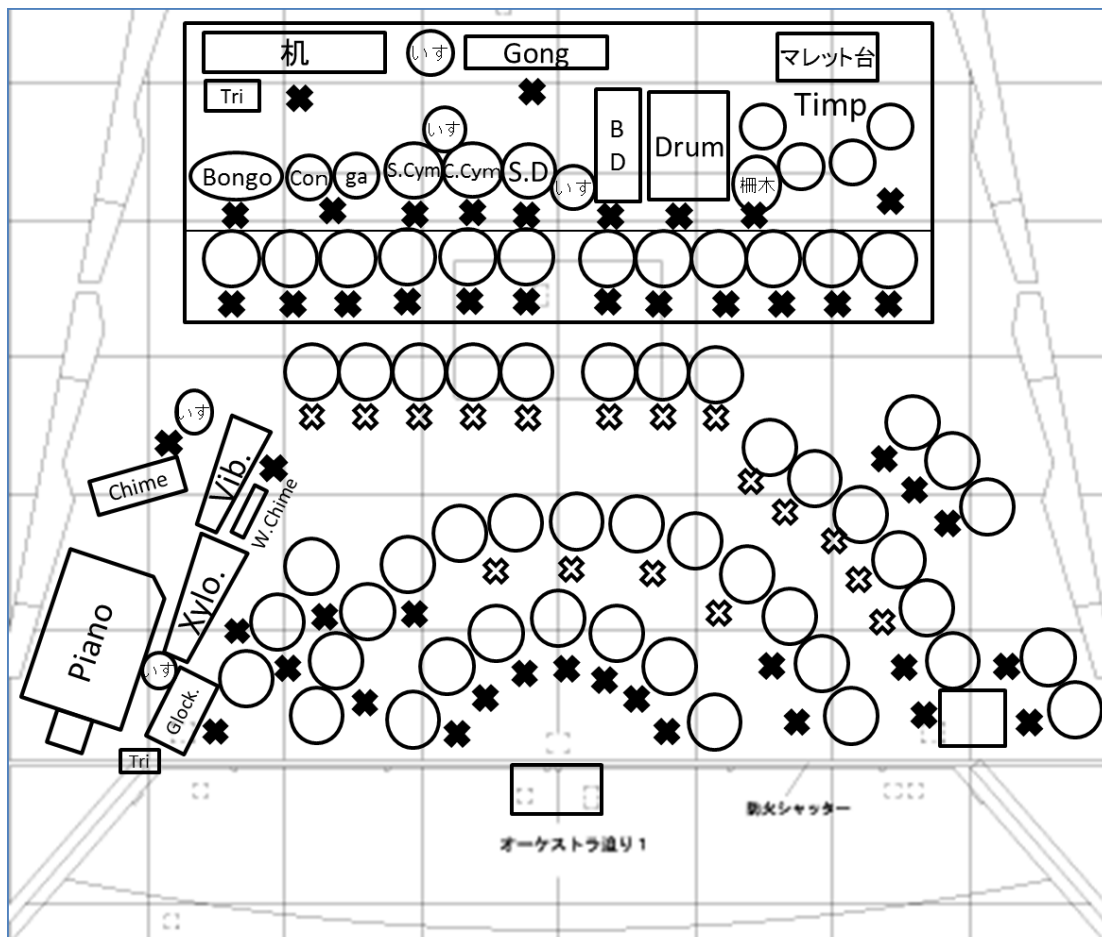 机
いす
Gong
マレット台
Tri
Timp
いす
B
D
Drum
Bongo
Con
ga
S.Cym
C.Cym
S.D
いす
柵木
いす
Vib.
Chime
W.Chime
Xylo.
Piano
いす
Glock.
Tri
防火シャッター
オーケストラ迫り1